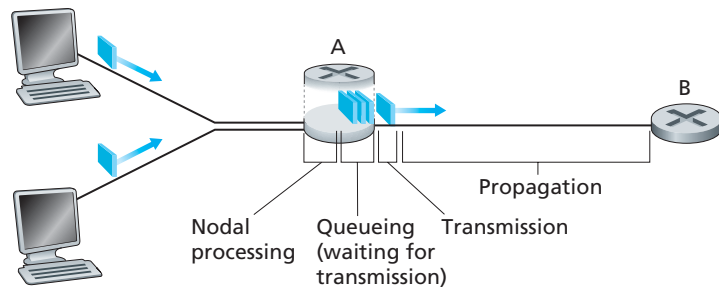 A
B
Propagation
Nodal
processing
Queueing
(waiting for
transmission)
Transmission